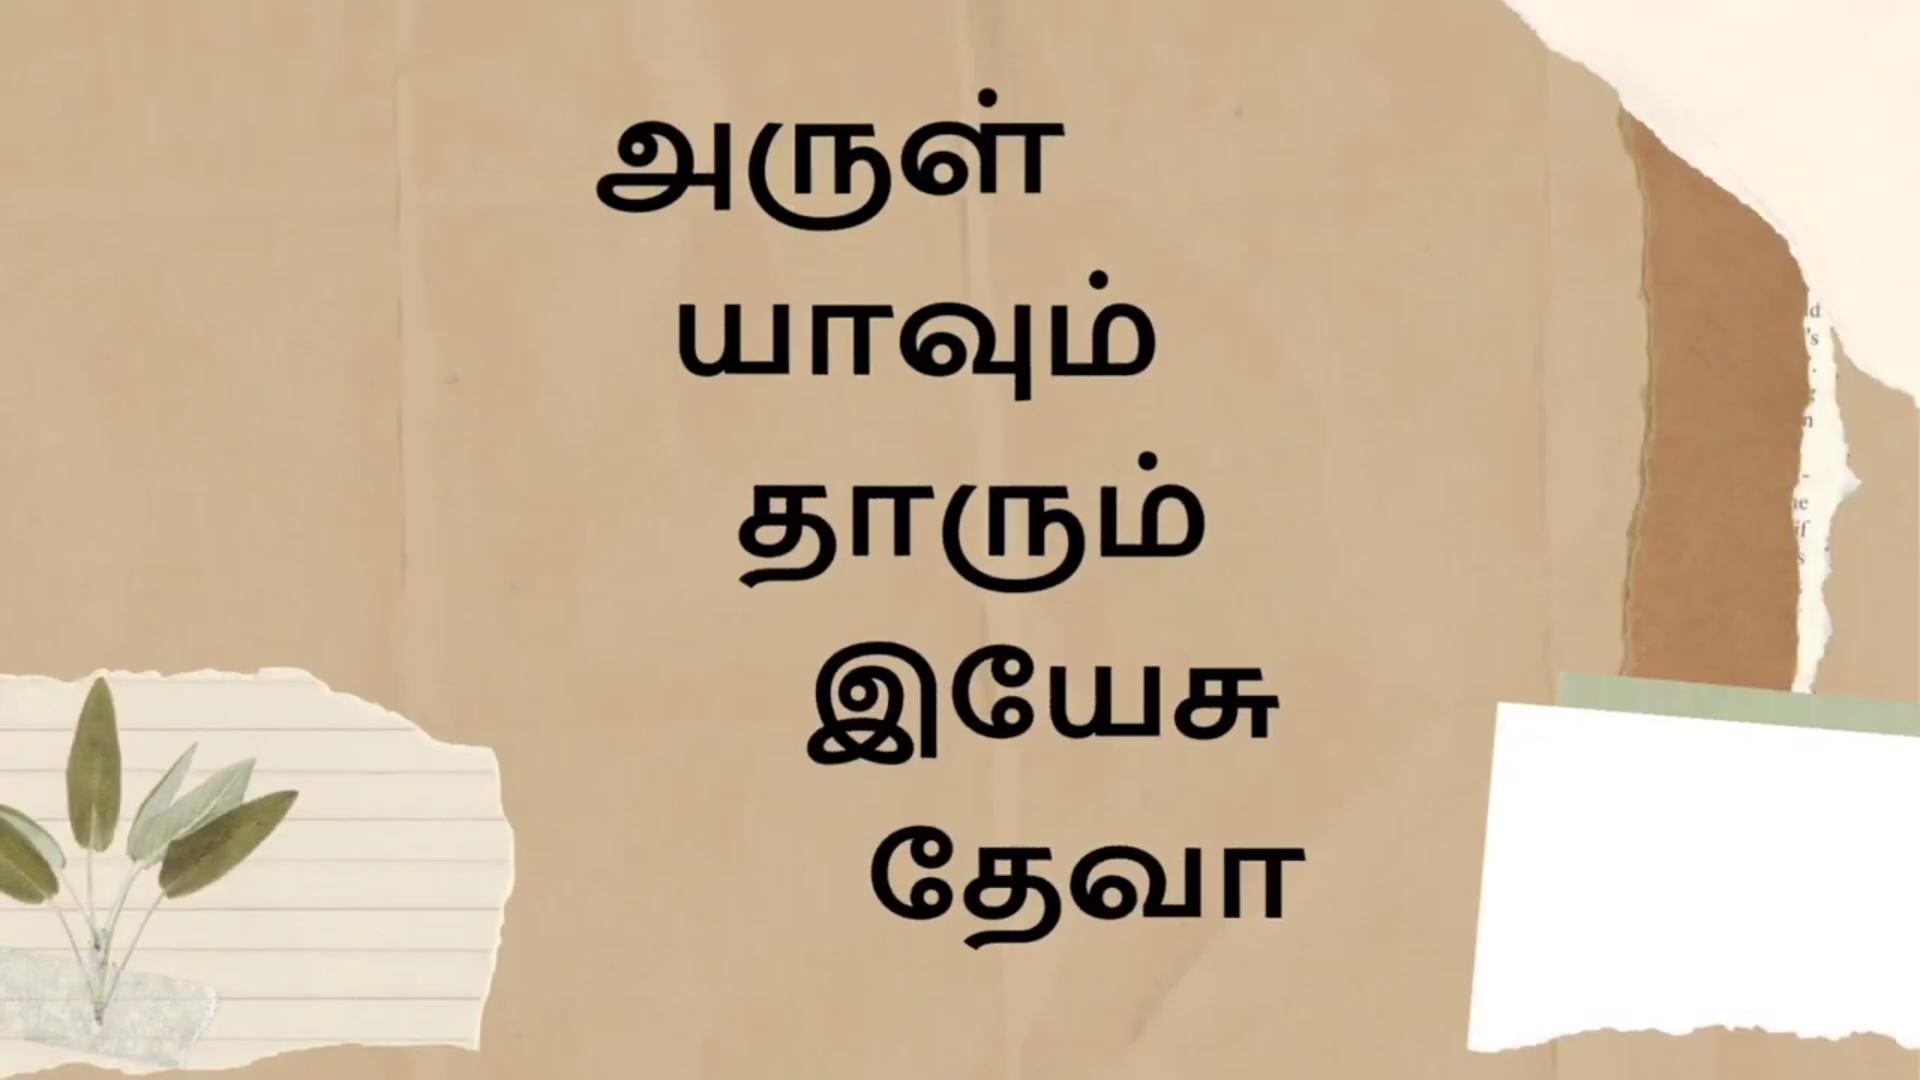 அருள்
யாவும்
தாரும்
இயேசு
தேவா